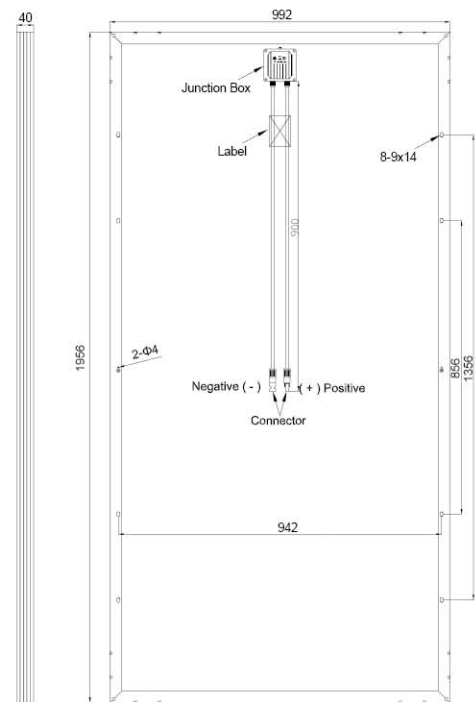 40
992
Junction Box
Label
8-9x14
900
1956
2-Φ4
856
1356
Negative ( - )
( + ) Positive
Connector
942